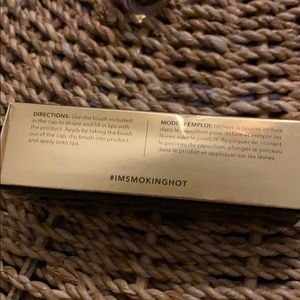 DIRECTIONS: Use the brush included
in the cap to shape and fill in lips with
the product. Apply by taking the brush
out of the cap, dip brush into product,
and apply onto lips.
MODE D'EMPLOI: Utilisez la brosse incluse
dans le capuchon pour définir et remplir les
lèvres avec le produit. Appliquer en retirant
le pinceau du capuchon, plonger le pinceau
dans le produit et appliquer sur les lèvres.
#IMSMOKINGHOT